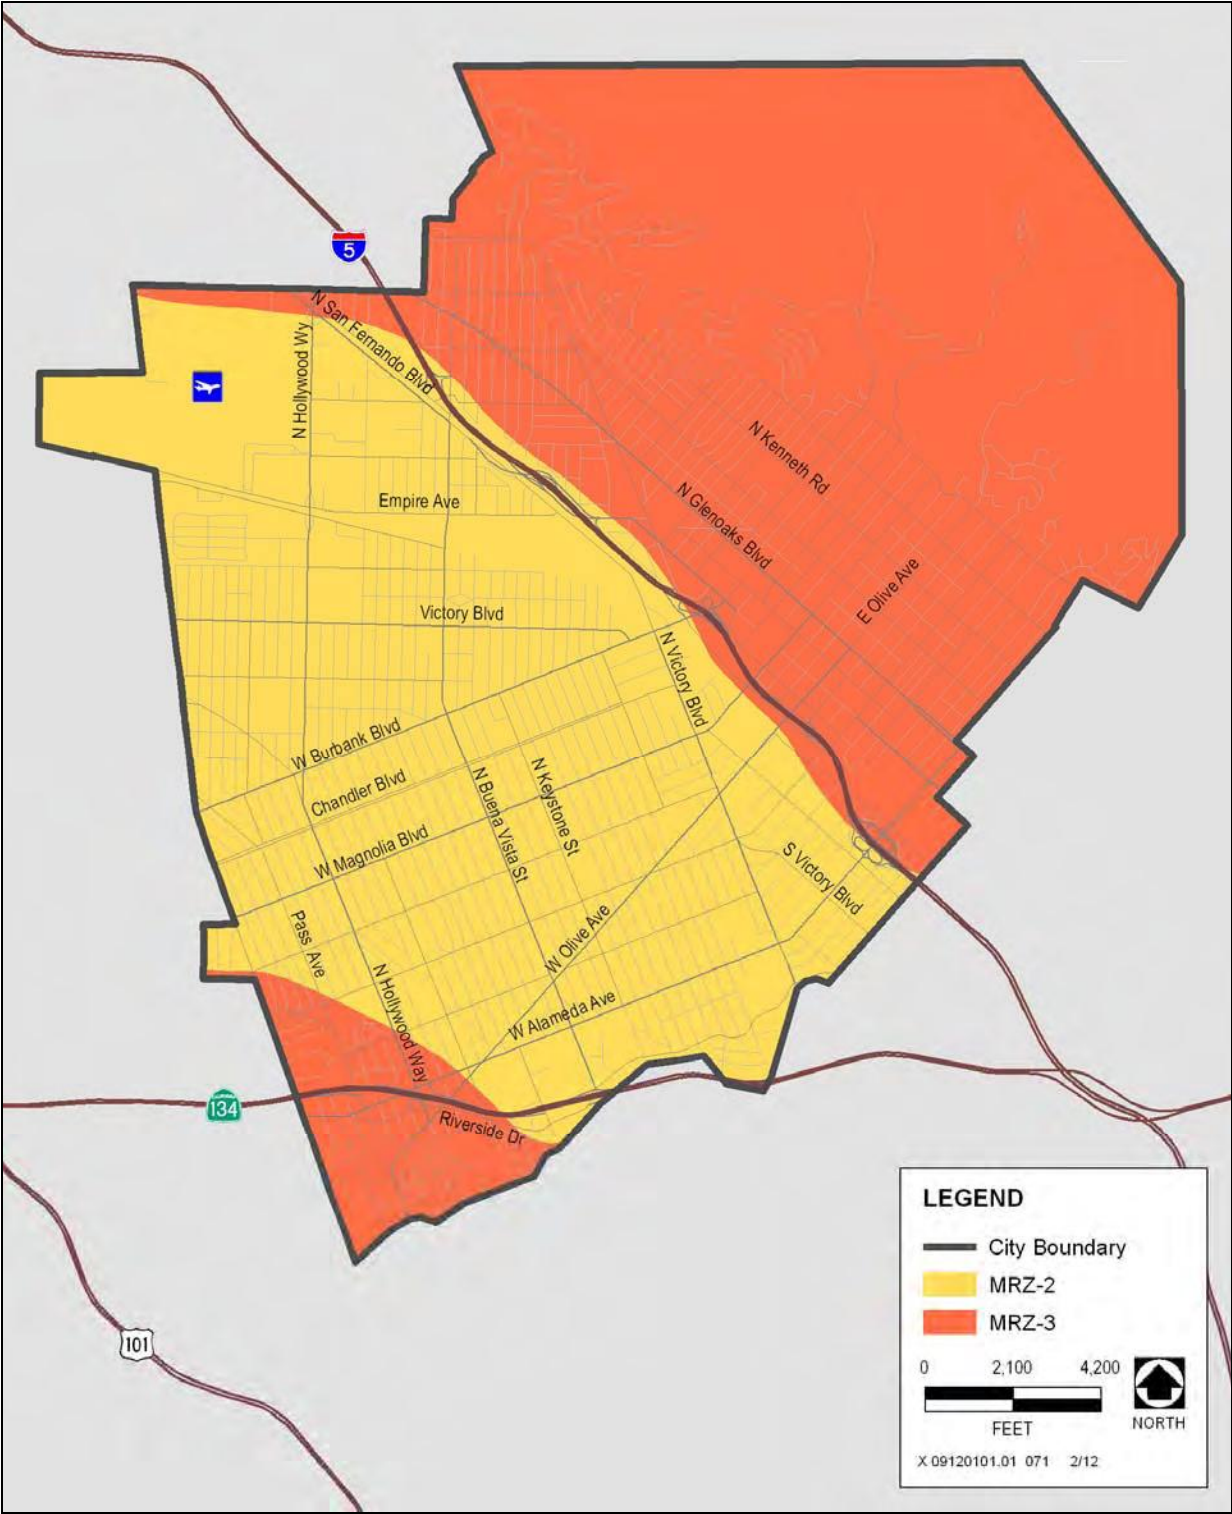 5
N San Fernando Blvd
N Hollywood Wy
N Kenneth Rd
Empire Ave
N Glenoaks Blvd
E Olive Ave
Victory Blvd
N Victory Blvd
W Burbank Blvd
Chandler Blvd
N Keystone St
N Buena Vista St
W Magnolia Blvd
S Victory Blvd
Pass Ave
W Olive Ave
N Hollywood Way
W Alameda Ave
134
Riverside Dr
101
LEGEND
City Boundary
MRZ-2
MRZ-3
0 2,100 4,200
FEET
NORTH
X 09120101.01 071 2/12